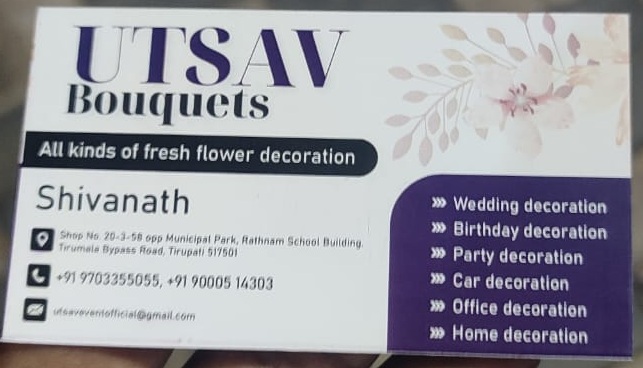 UTSAV
Bouquets
All kinds of fresh flower decoration
Shivanath
Shop No. 20-3-58 opp Municipal Park, Rathnam School Building,
Tirumala Bypass Road, Tirupati 517501
+91 9703355055, +91 90005 14303
utsaveventofficial@gmail.com
»» Wedding decoration
»» Birthday decoration
»» Party decoration
»» Car decoration
»» Office decoration
»» Home decoration